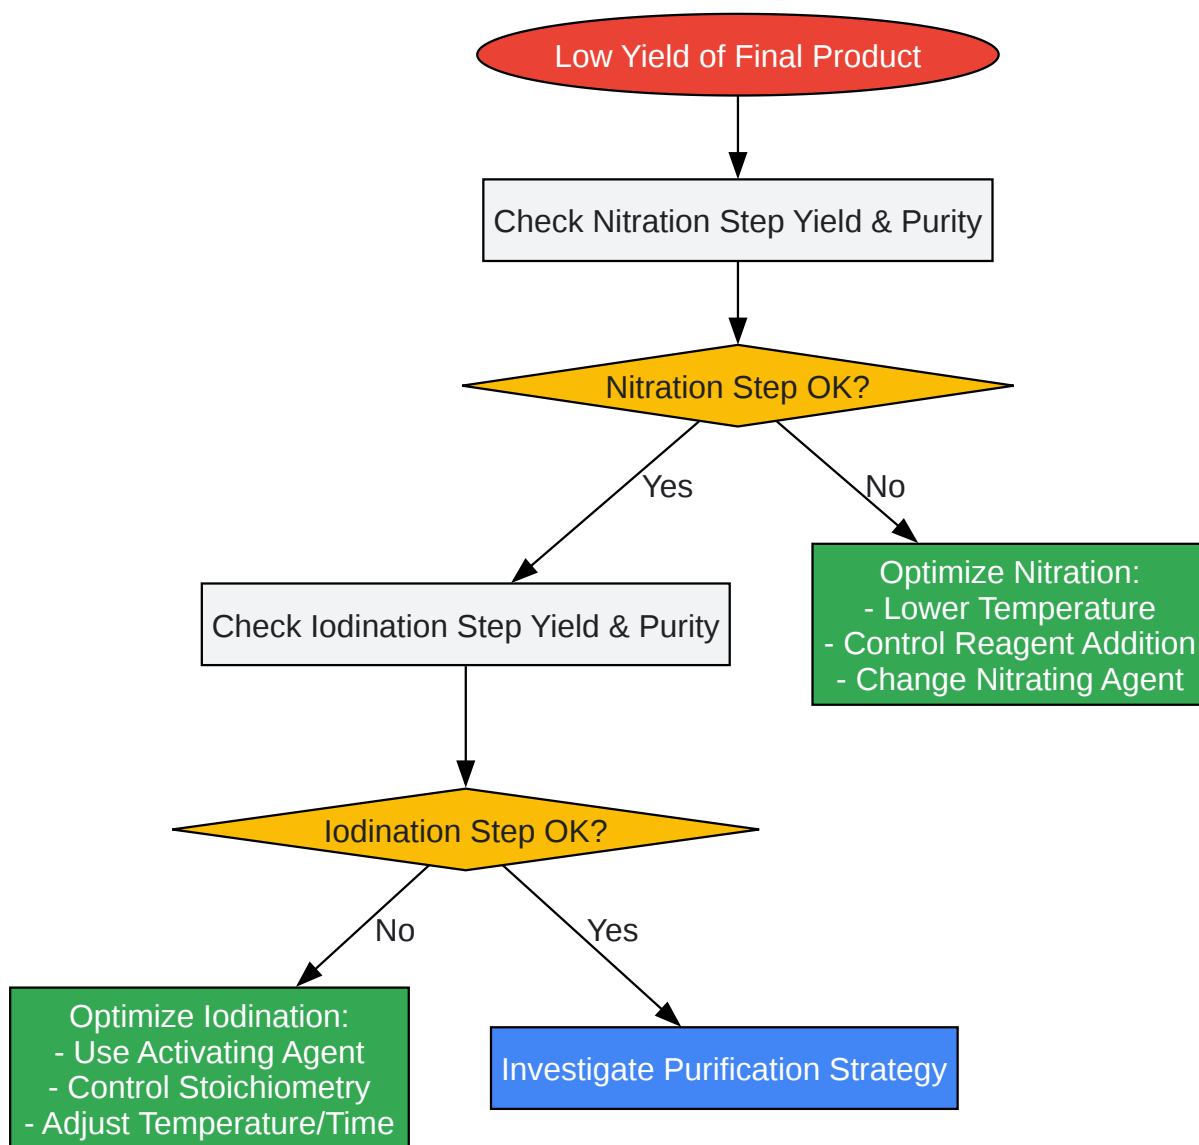 Low Yield of Final Product
Check Nitration Step Yield & Purity
Nitration Step OK?
Yes
No
Optimize Nitration:
- Lower Temperature
- Control Reagent Addition
- Change Nitrating Agent
Check Iodination Step Yield & Purity
Iodination Step OK?
No
Yes
Optimize Iodination:
- Use Activating Agent
- Control Stoichiometry
- Adjust Temperature/Time
Investigate Purification Strategy